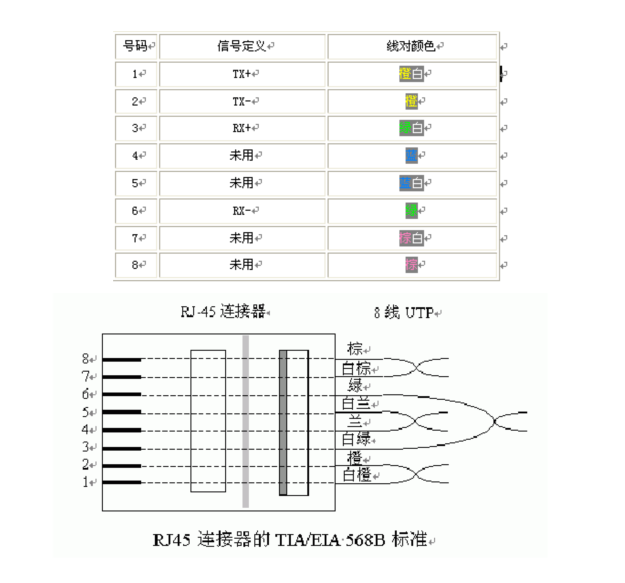 号码 信号定义 线对颜色
1 TX+ 橙白
2 TX- 橙
3 RX+ 绿白
4 未用 蓝
5 未用 蓝白
6 RX- 绿
7 未用 棕白
8 未用 棕
RJ-45 连接器 8 线 UTP
8 棕
7 白棕
6 绿
5 白兰
4 兰
3 白绿
2 橙
1 白橙
RJ45 连接器的 TIA/EIA 568B 标准